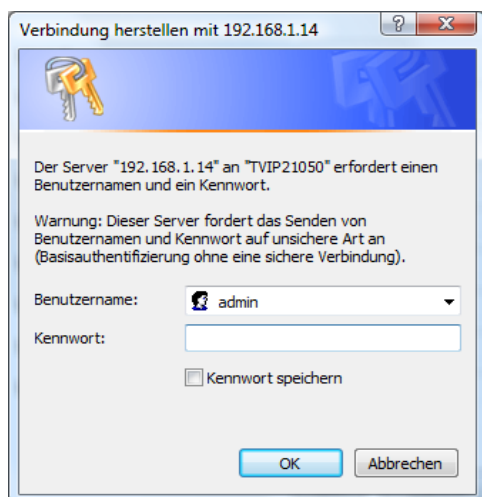 Verbindung herstellen mit 192.168.1.14
Der Server "192.168.1.14" an "TVIP21050" erfordert einen
Benutzernamen und ein Kennwort.
Warnung: Dieser Server fordert das Senden von
Benutzernamen und Kennwort auf unsichere Art an
(Basisauthentifizierung ohne eine sichere Verbindung).
Benutzername:
admin
Kennwort:
Kennwort speichern
OK
Abbrechen